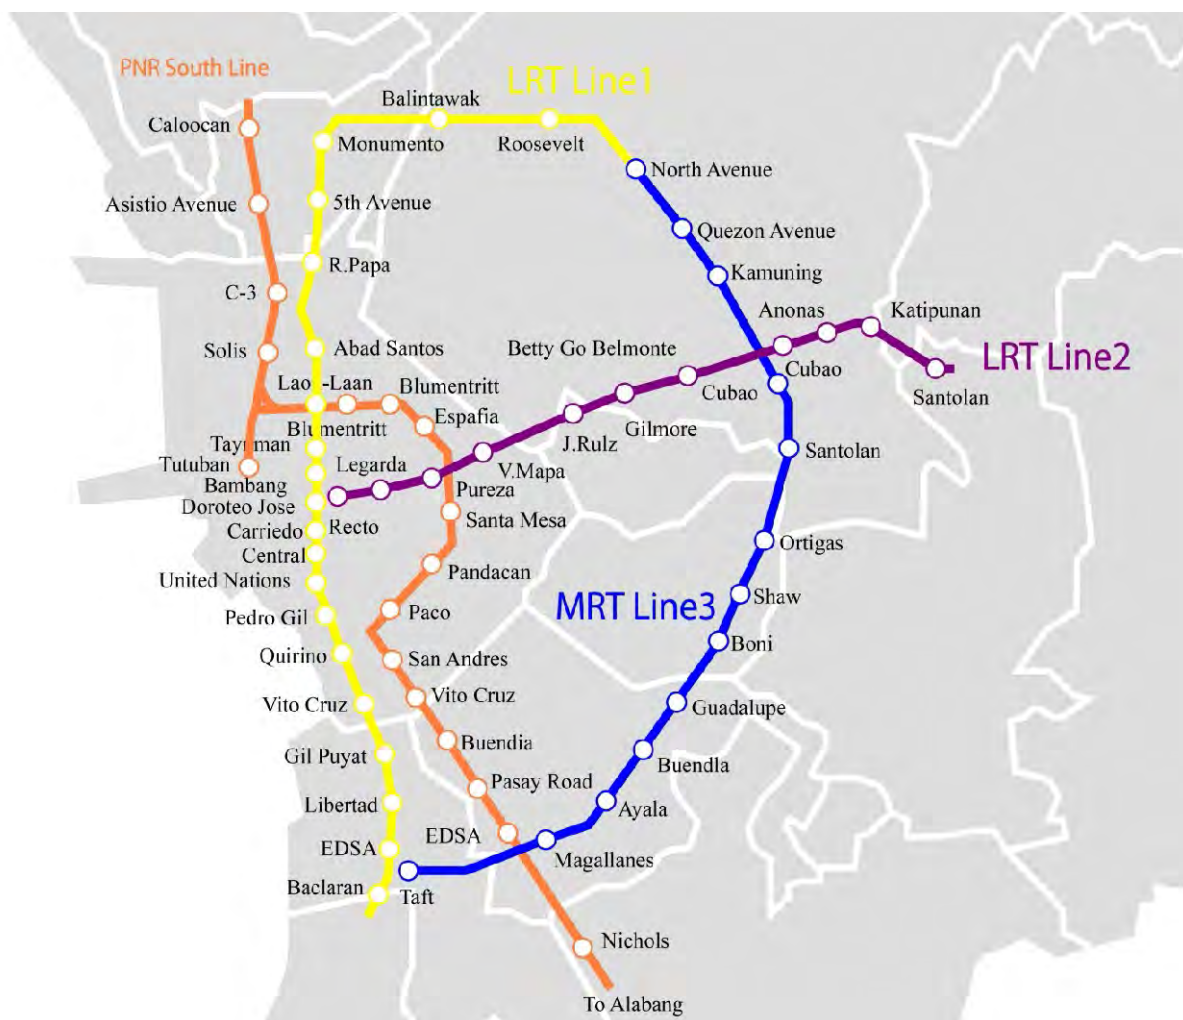 PNR South Line
LRT Line1
Balintawak
Caloocan
Monumento
Roosevelt
North Avenue
Asistio Avenue
5th Avenue
Quezon Avenue
R.Papa
Kamuning
C-3
Anonas
Katipunan
Solis
Abad Santos
Betty Go Belmonte
LRT Line2
Blumentritt
Cubao
Cubao
Santolan
Blumentritt
Espafia
J.Rulz
Gilmore
Santolan
Tutuban
Legarda
V.Mapa
Bambang
Pureza
Doroteo Jose
Recto
Santa Mesa
Carriedo
Central
Ortigas
United Nations
Pandacan
Pedro Gil
Paco
MRT Line3
Shaw
Boni
Quirino
San Andres
Vito Cruz
Vito Cruz
Guadalupe
Gil Puyat
Buendia
Buendla
Pasay Road
Libertad
Ayala
EDSA
EDSA
Magallanes
Baclaran
Taft
Nichols
To Alabang